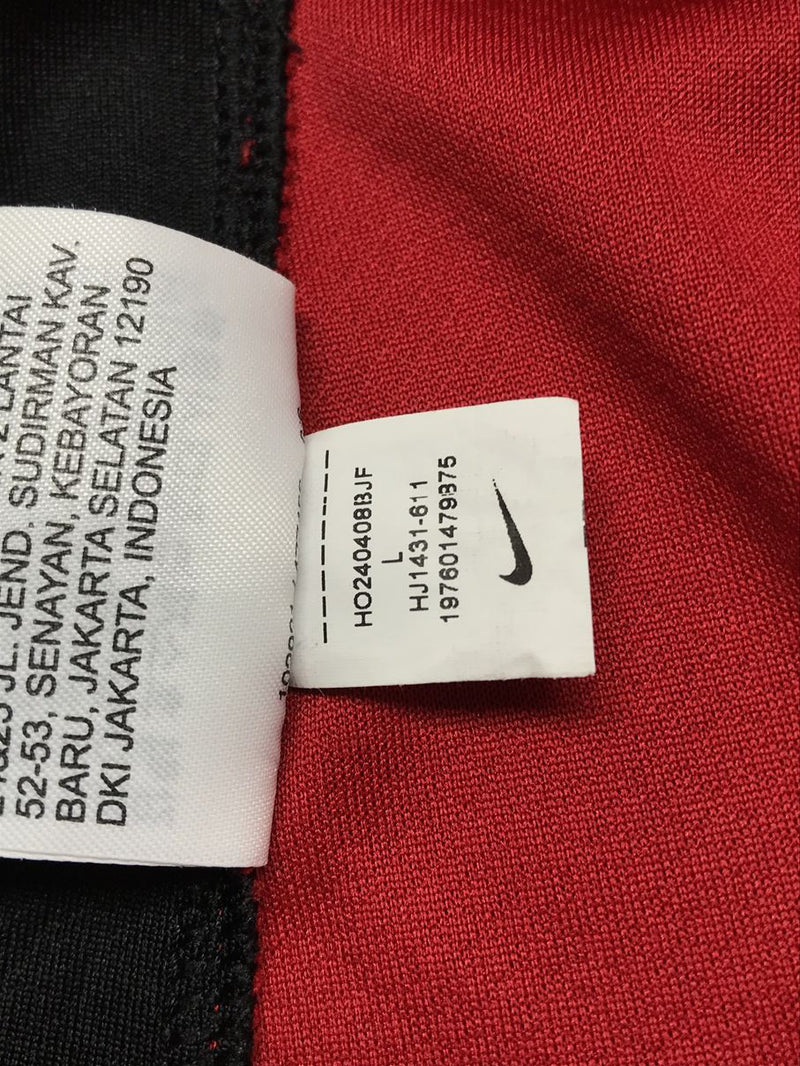 LANTAI
JL. JEND. SUDIRMAN KAV.
52-53, SENAYAN, KEBAYORAN
BARU, JAKARTA SELATAN 12190
DKI JAKARTA, INDONESIA
HO240408BJF
L
HJ1431-611
197601479875